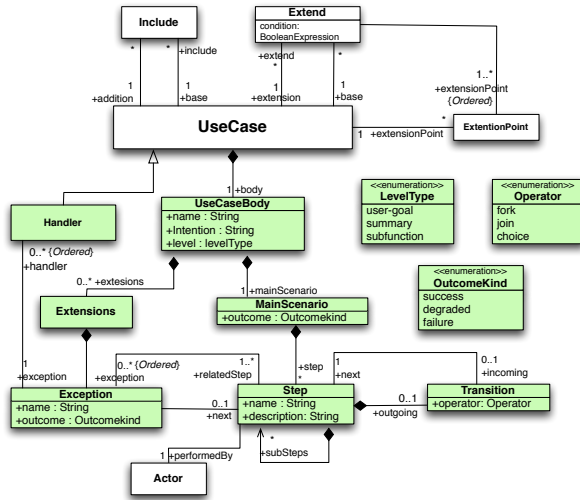 Include
Extend
condition:
BooleanExpression
*
*
+include
+extend
*
*
1..*
+extensionPoint
{Ordered}
1
+addition
1
+base
1
+extension
1
+base
UseCase
1
+extensionPoint
*
ExtentionPoint
1
+body
Handler
UseCaseBody
+name : String
+Intention : String
+level : levelType
<<enumeration>>
LevelType
user-goal
summary
subfunction
<<enumeration>>
Operator
fork
join
choice
0..* {Ordered}
+handler
0..*
+extesions
1
+mainScenario
<<enumeration>>
OutcomeKind
success
degraded
failure
Extensions
MainScenario
+outcome : Outcomekind
1
+exception
0..* {Ordered}
+exception
1..*
+relatedStep
+step
*
1
+next
0..1
+incoming
Exception
+name : String
+outcome : Outcomekind
0..1
+next
Step
+name : String
+description: String
0..1
+outgoing
Transition
+operator: Operator
1
+performedBy
*
+subSteps
Actor